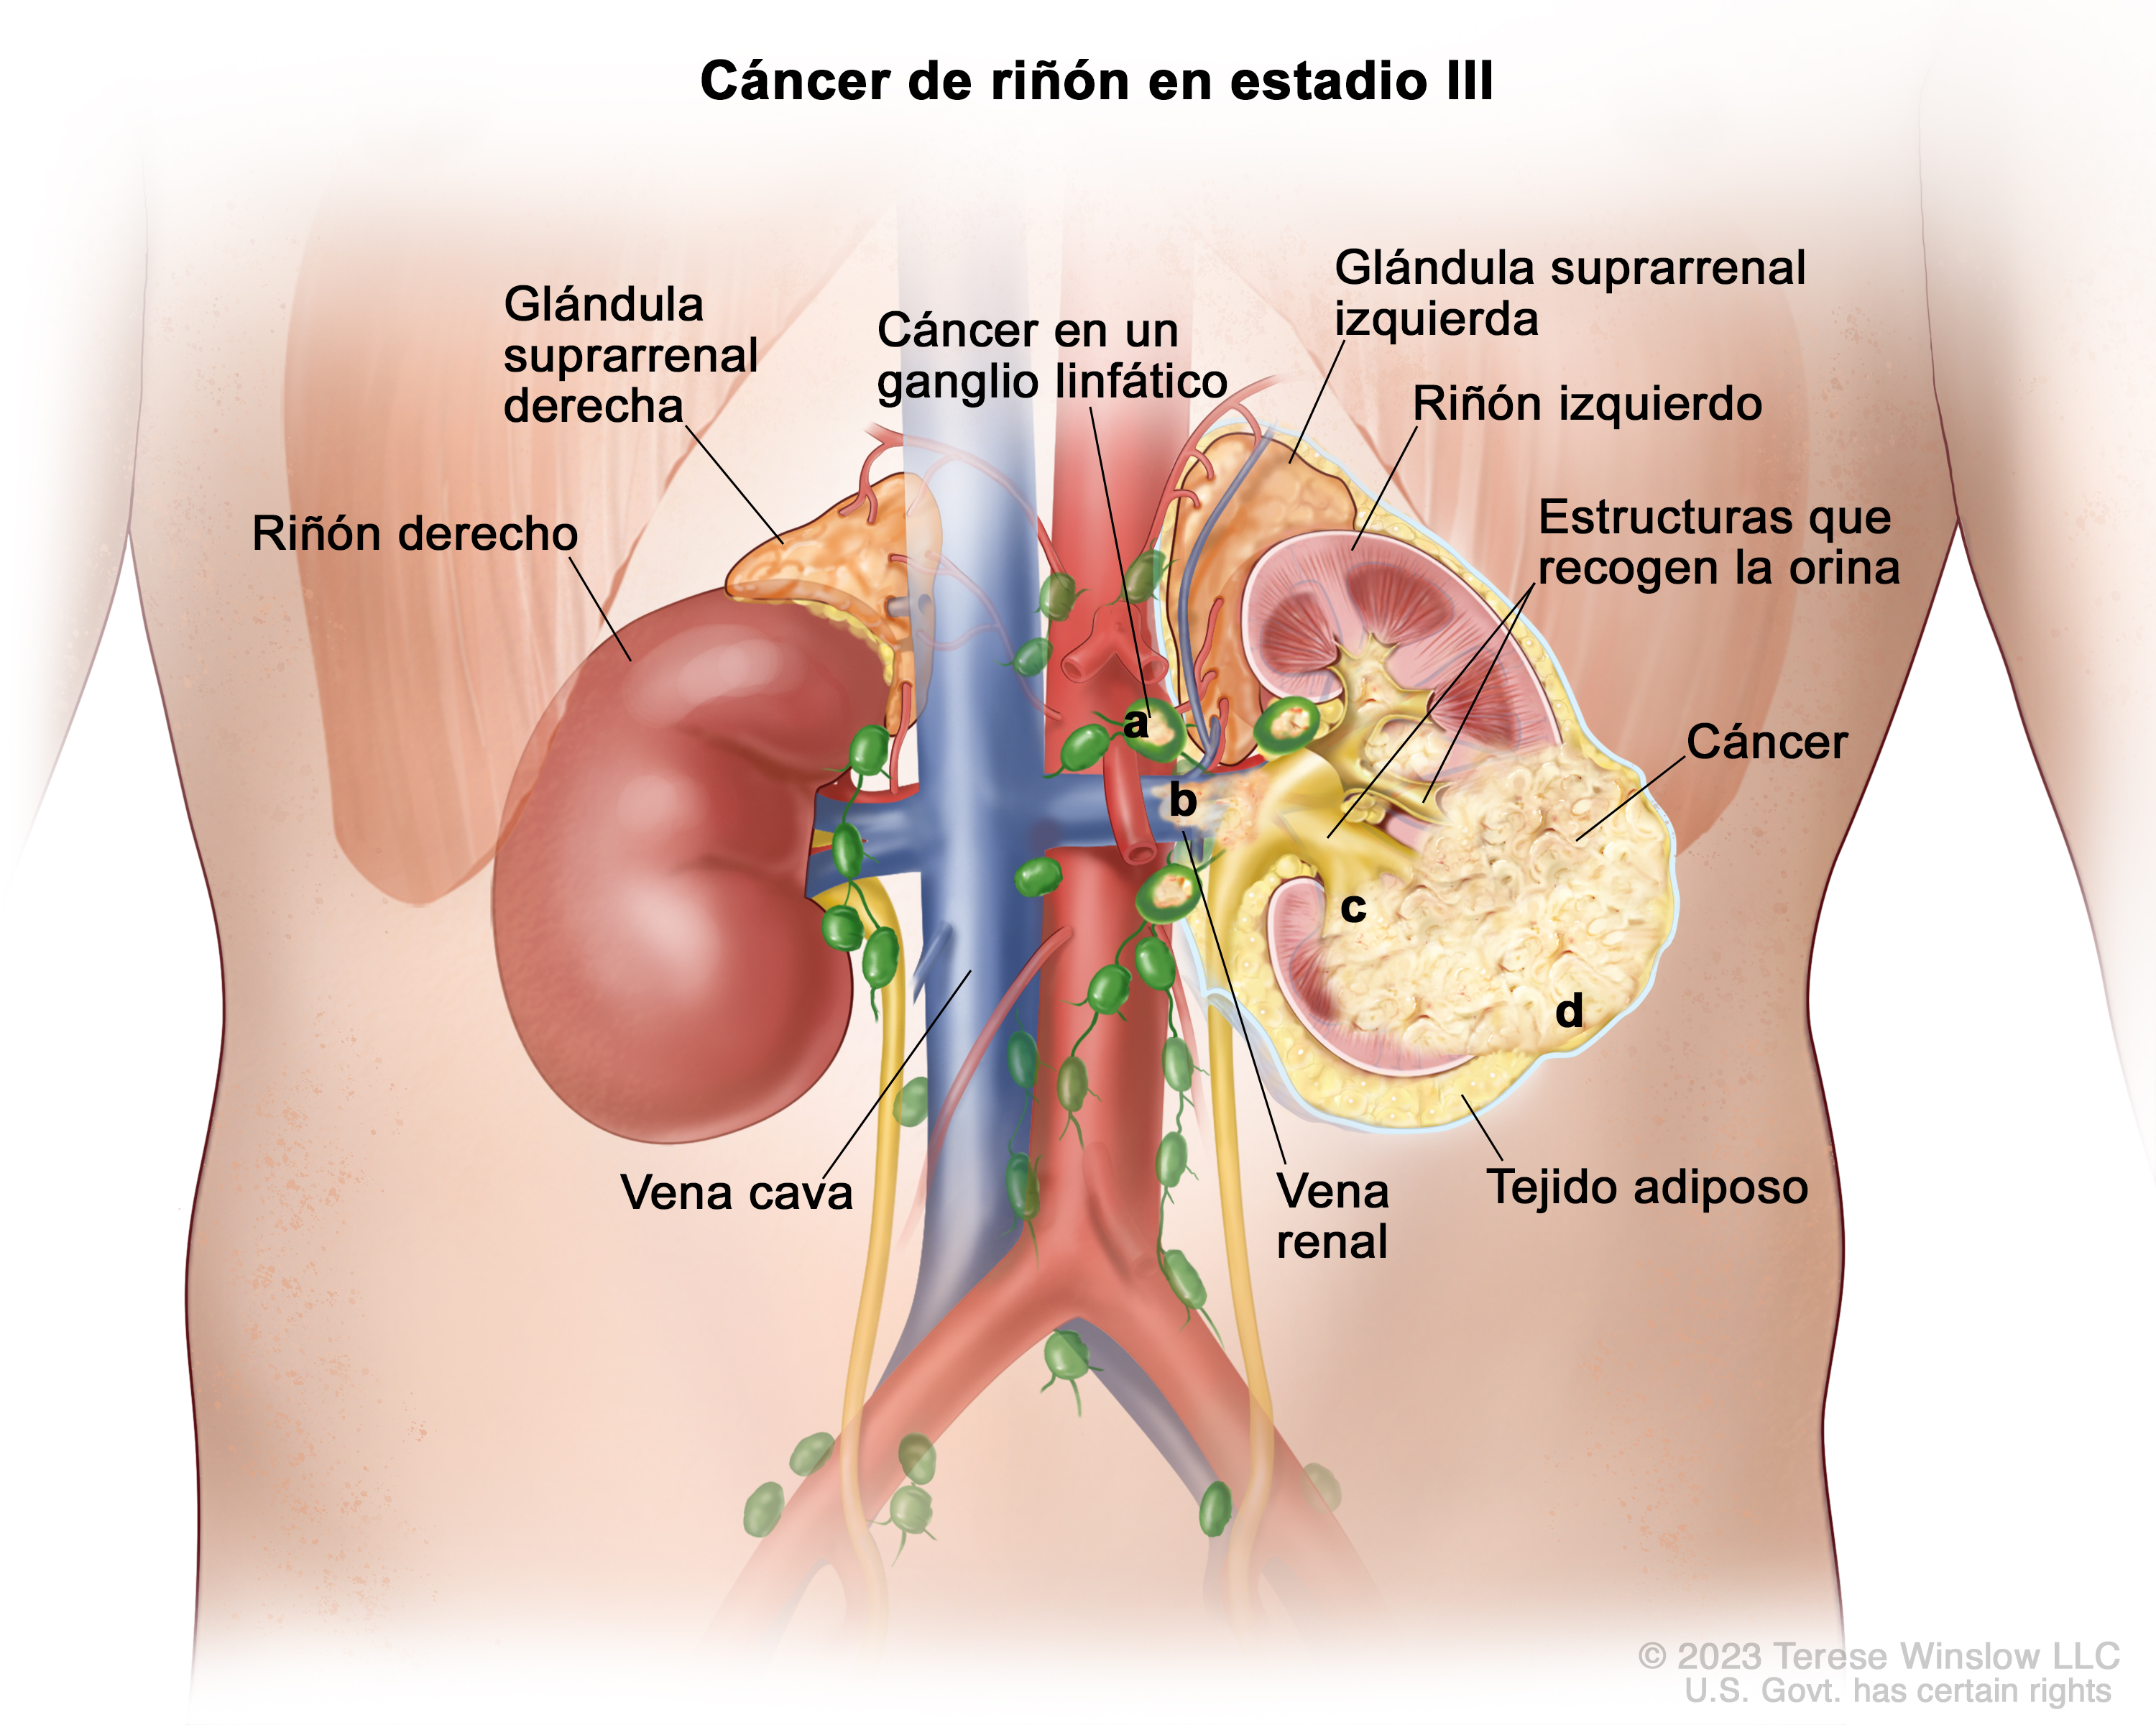 Cáncer de riñón en estadio III
Glándula
suprarrenal
derecha
Cáncer en un
ganglio linfático
Glándula suprarrenal
izquierda
Riñón izquierdo
Riñón derecho
Estructuras que
recogen la orina
Cáncer
a
b
c
d
Vena cava
Vena
renal
Tejido adiposo
© 2023 Terese Winslow LLC
U.S. Govt. has certain rights